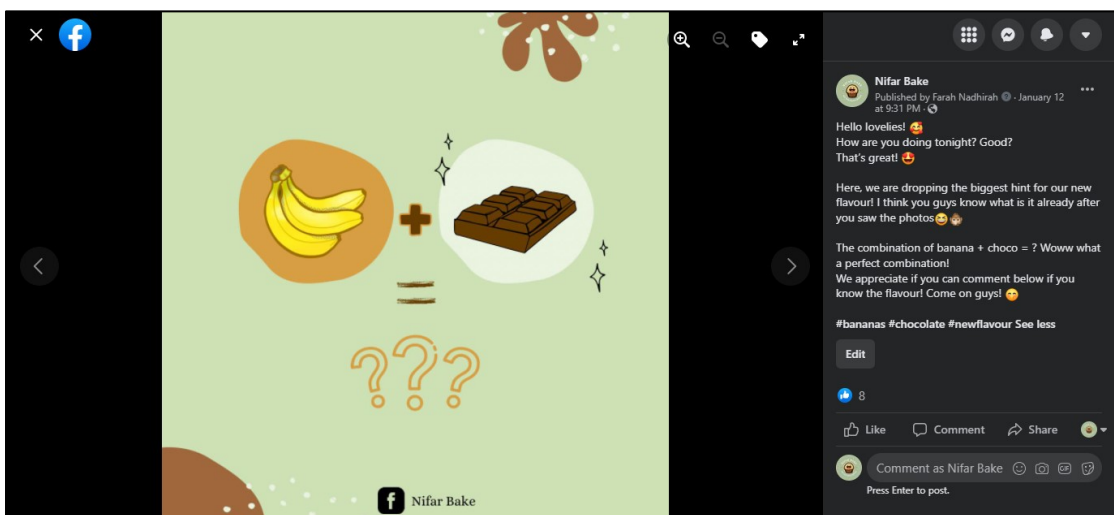 +
=
???
f Nifar Bake
Nifar Bake
Published by Farah Nadhirah · January 12
at 9:31 PM ·
Hello lovelies! 🥰
How are you doing tonight? Good?
That's great! 🤩
Here, we are dropping the biggest hint for our new
flavour! I think you guys know what is it already after
you saw the photos😆🙊
The combination of banana + choco = ? Woww what
a perfect combination!
We appreciate if you can comment below if you
know the flavour! Come on guys! 😋
#bananas #chocolate #newflavour See less
Edit
8
Like Comment Share
Comment as Nifar Bake GIF
Press Enter to post.